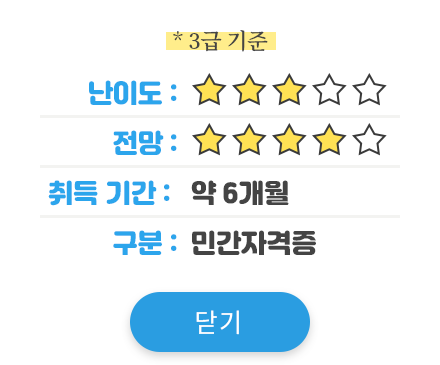 * 3급 기준
난이도 : ★★★☆☆
전망 : ★★★★☆
취득 기간 : 약 6개월
구분 : 민간자격증
닫기